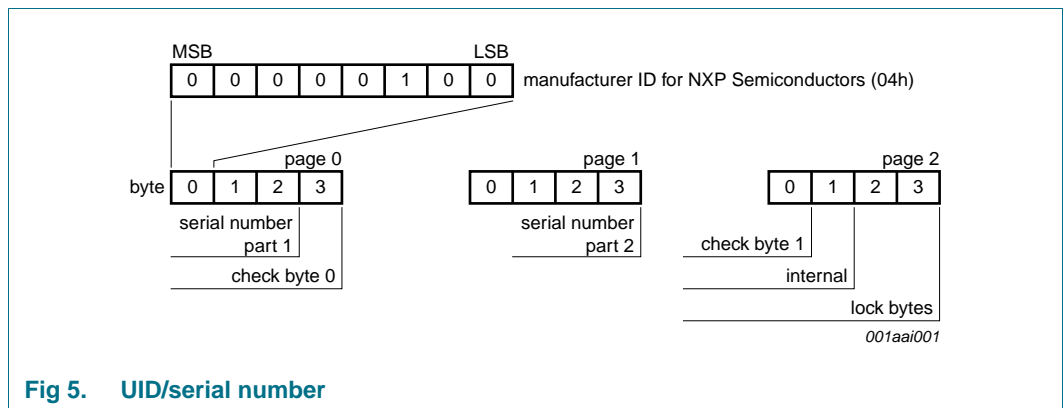 MSB LSB
0 0 0 0 0 1 0 0 manufacturer ID for NXP Semiconductors (04h)
page 0 page 1 page 2
byte 0 1 2 3 0 1 2 3 0 1 2 3
serial number serial number
part 1 part 2 check byte 1
check byte 0 internal
lock bytes
001aai001
Fig 5. UID/serial number